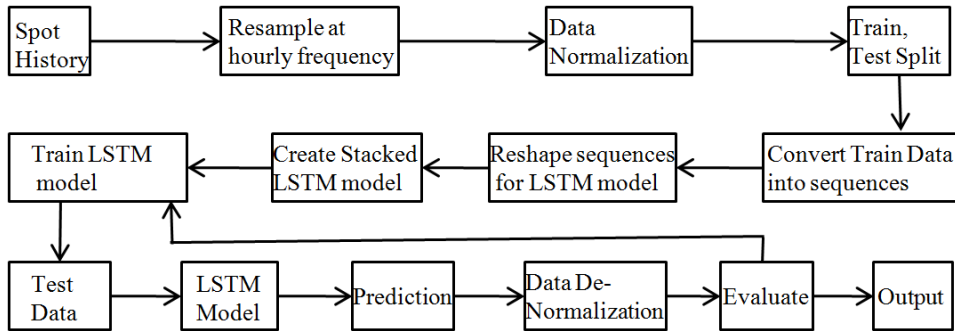 Spot
History
Resample at
hourly frequency
Data
Normalization
Train,
Test Split
Train LSTM
model
Create Stacked
LSTM model
Reshape sequences
for LSTM model
Convert Train Data
into sequences
Test
Data
LSTM
Model
Prediction
Data De-
Normalization
Evaluate
Output